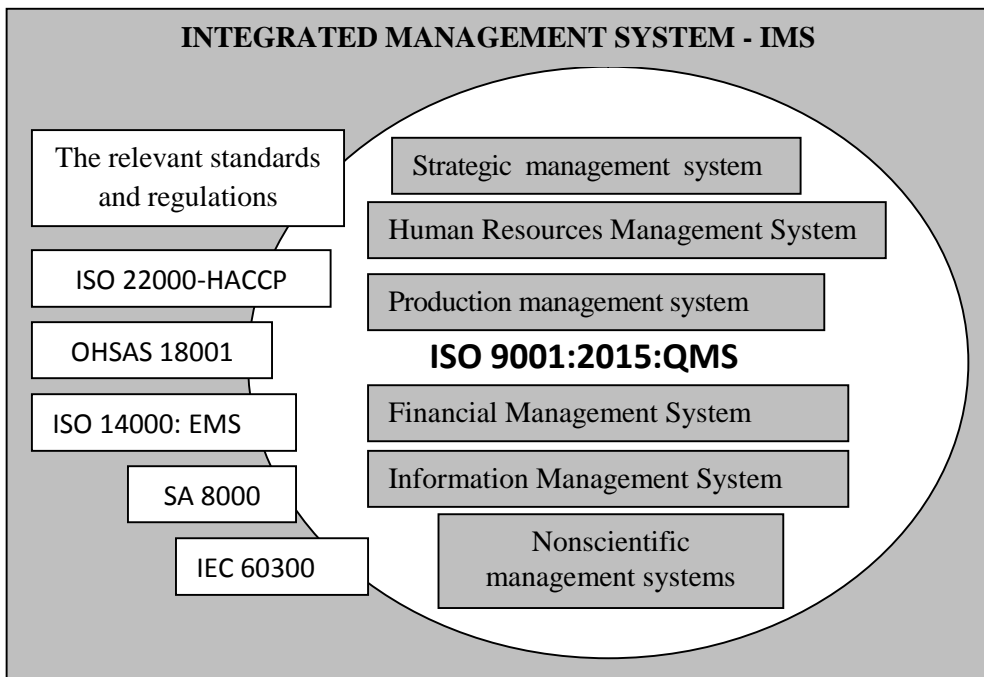 INTEGRATED MANAGEMENT SYSTEM - IMS
The relevant standards
and regulations
ISO 22000-HACCP
OHSAS 18001
ISO 14000: EMS
SA 8000
IEC 60300
Strategic management system
Human Resources Management System
Production management system
ISO 9001:2015:QMS
Financial Management System
Information Management System
Nonscientific
management systems